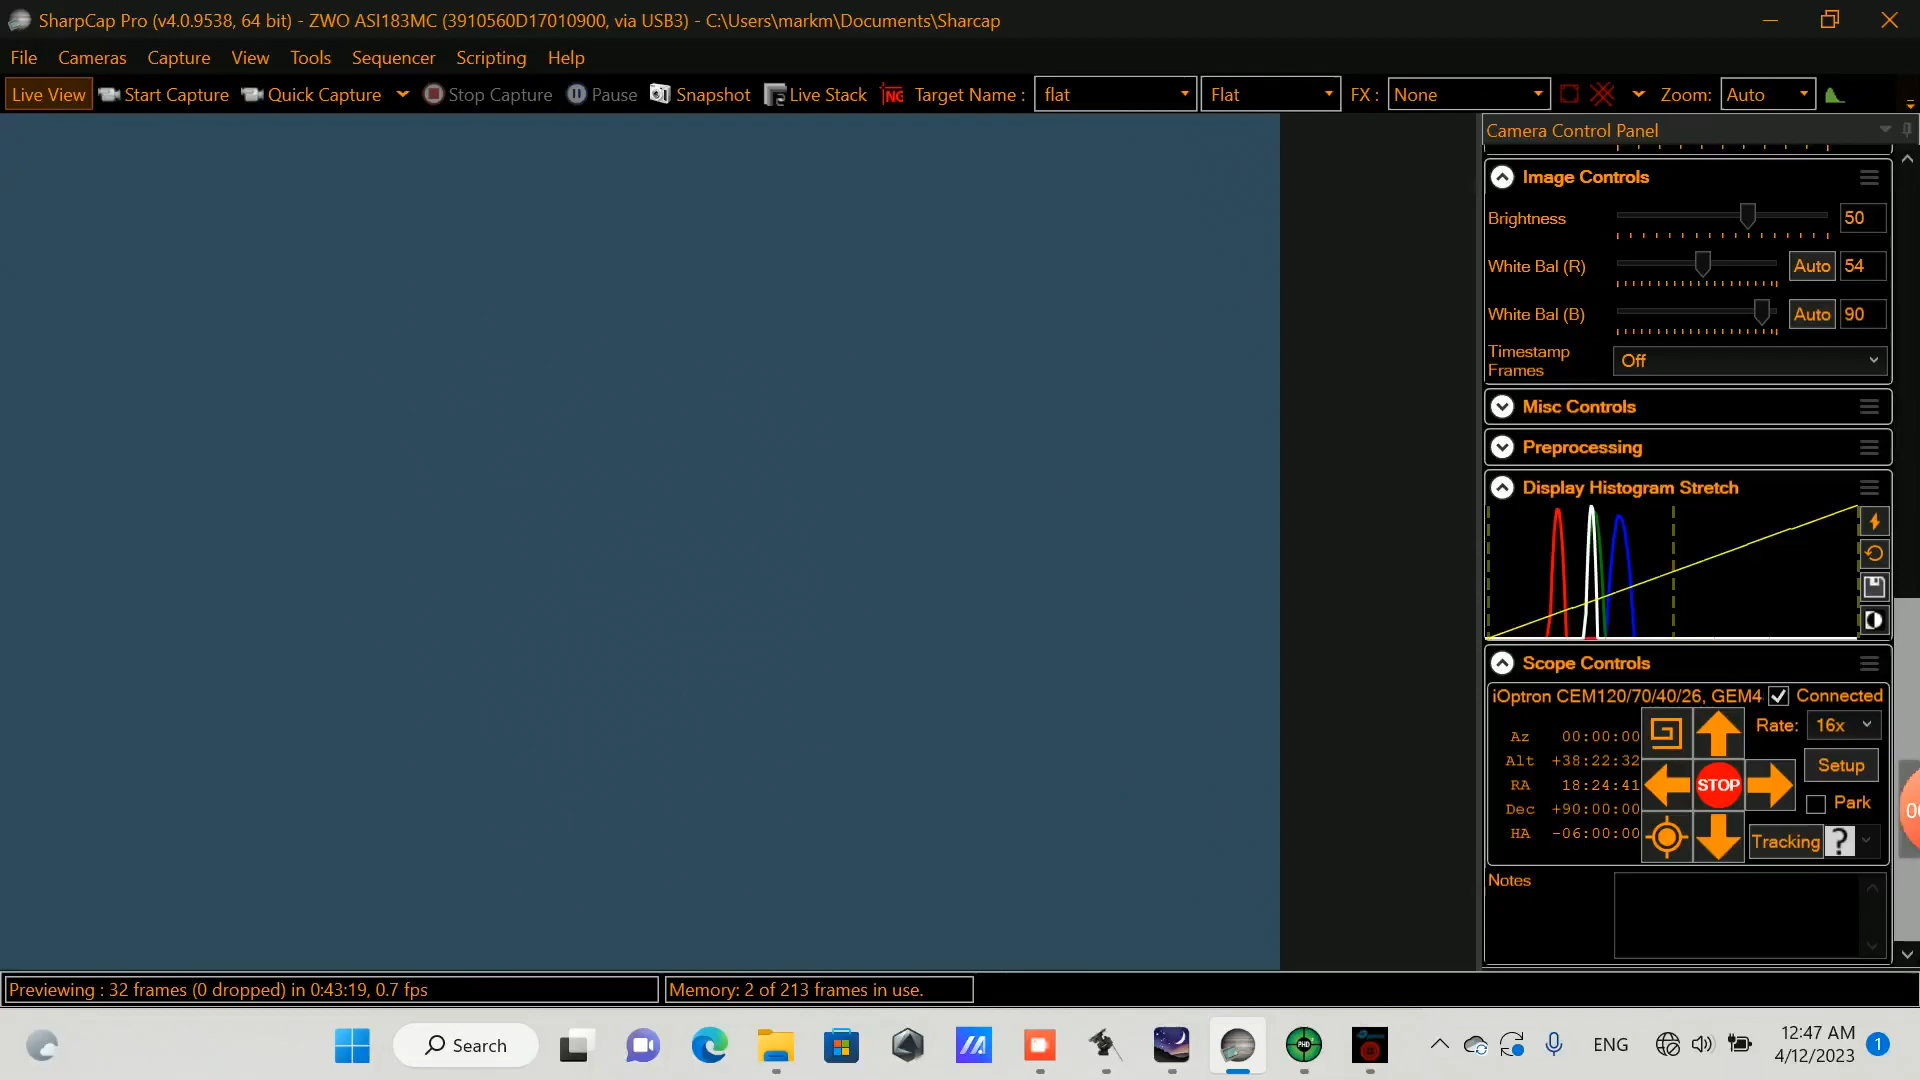 SharpCap Pro (v4.0.9538, 64 bit) - ZWO ASI183MC (3910560D17010900, via USB3) - C:\Users\markm\Documents\Sharcap
File Cameras Capture View Tools Sequencer Scripting Help
Live View Start Capture Quick Capture Stop Capture Pause Snapshot Live Stack NG Target Name : flat Flat FX : None Zoom: Auto
Camera Control Panel
Image Controls
Brightness 50
White Bal (R) Auto 54
White Bal (B) Auto 90
Timestamp Frames Off
Misc Controls
Preprocessing
Display Histogram Stretch
Scope Controls
iOptron CEM120/70/40/26, GEM4 Connected
Rate: 16x
Az 00:00:00
Alt +38:22:32
Setup
RA 18:24:41
STOP
Park
Dec +90:00:00
HA -06:00:00
Tracking ?
Notes
Previewing : 32 frames (0 dropped) in 0:43:19, 0.7 fps
Memory: 2 of 213 frames in use.
Search
PHD
ENG
12:47 AM
4/12/2023
1